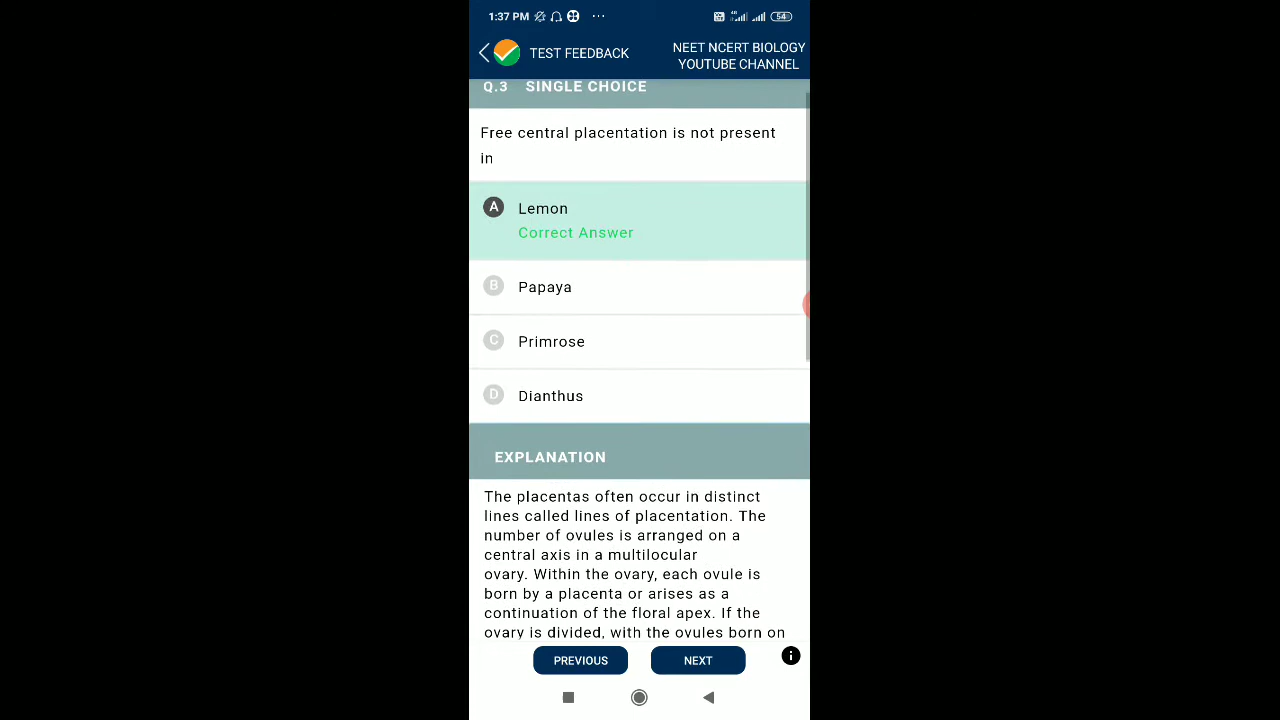 1:37 PM ...
4G 54
TEST FEEDBACK
NEET NCERT BIOLOGY
YOUTUBE CHANNEL
Q.3 SINGLE CHOICE
Free central placentation is not present
in
A Lemon
Correct Answer
B Papaya
C Primrose
D Dianthus
EXPLANATION
The placentas often occur in distinct
lines called lines of placentation. The
number of ovules is arranged on a
central axis in a multilocular
ovary. Within the ovary, each ovule is
born by a placenta or arises as a
continuation of the floral apex. If the
ovary is divided, with the ovules born on
PREVIOUS
NEXT
i